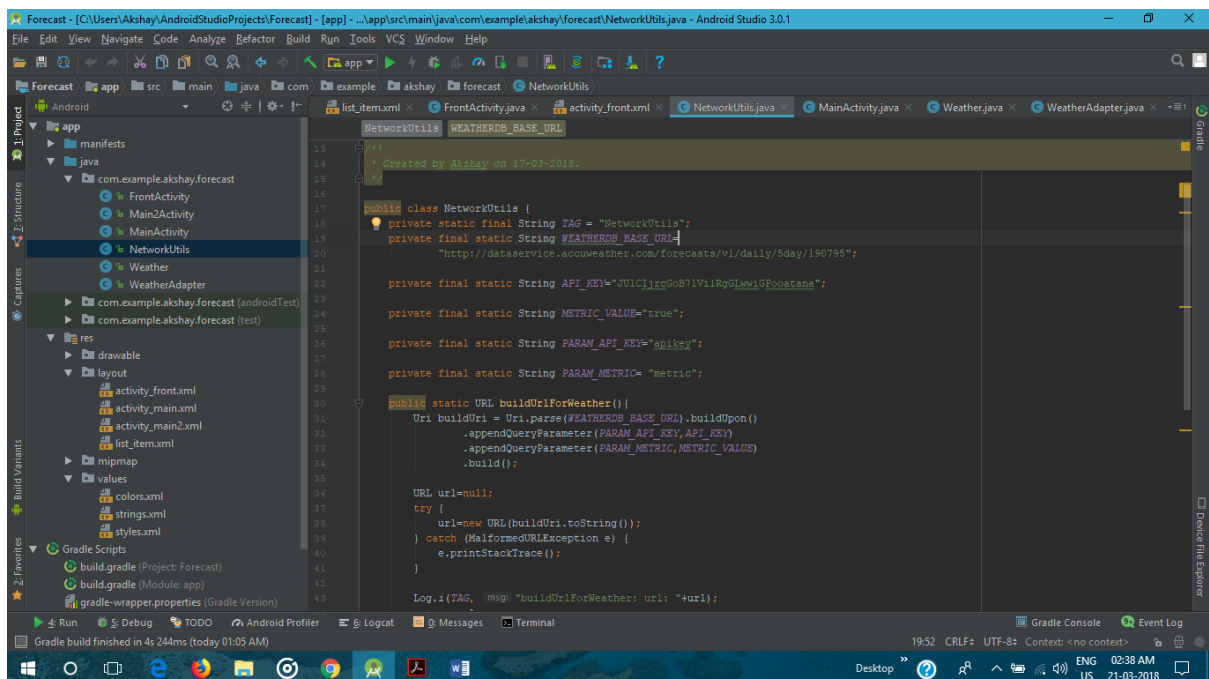 Forecast - [C:\Users\Akshay\AndroidStudioProjects\Forecast] - [app] - ...\app\src\main\java\com\example\akshay\forecast\NetworkUtils.java - Android Studio 3.0.1
File Edit View Navigate Code Analyze Refactor Build Run Tools VCS Window Help
app
Forecast app src main java com example akshay forecast NetworkUtils
Android
list_item.xml FrontActivity.java activity_front.xml NetworkUtils.java MainActivity.java Weather.java WeatherAdapter.java
NetworkUtils WEATHERDB_BASE_URL
1: Project
7: Structure
Captures
Build Variants
2: Favorites
app
manifests
java
com.example.akshay.forecast
FrontActivity
Main2Activity
MainActivity
NetworkUtils
Weather
WeatherAdapter
com.example.akshay.forecast (androidTest)
com.example.akshay.forecast (test)
res
drawable
layout
activity_front.xml
activity_main.xml
activity_main2.xml
list_item.xml
mipmap
values
colors.xml
strings.xml
styles.xml
Gradle Scripts
build.gradle (Project: Forecast)
build.gradle (Module: app)
gradle-wrapper.properties (Gradle Version)
13 /**
14 * Created by Akshay on 17-03-2018.
15 */
16
17 public class NetworkUtils {
18 private static final String TAG = "NetworkUtils";
19 private final static String WEATHERDB_BASE_URL=
20 "http://dataservice.accuweather.com/forecasts/v1/daily/5day/190795";
21
22 private final static String API_KEY=
23
24 private final static String METRIC_VALUE="true";
25
26 private final static String PARAM_API_KEY="apikey";
27
28 private final static String PARAM_METRIC= "metric";
29
30 public static URL buildUrlForWeather(){
31 Uri buildUri = Uri.parse(WEATHERDB_BASE_URL).buildUpon()
32 .appendQueryParameter(PARAM_API_KEY,API_KEY)
33 .appendQueryParameter(PARAM_METRIC,METRIC_VALUE)
34 .build();
35
36 URL url=null;
37 try {
38 url=new URL(buildUri.toString());
39 } catch (MalformedURLException e) {
40 e.printStackTrace();
41 }
42
43 Log.i(TAG, msg: "buildUrlForWeather: url: "+url);
Gradle
Device File Explorer
4: Run 5: Debug TODO Android Profiler 6: Logcat 0: Messages Terminal Gradle Console Event Log
Gradle build finished in 4s 244ms (today 01:05 AM) 19:52 CRLF UTF-8 Context: <no context>
Desktop ENG 02:38 AM
US 21-03-2018